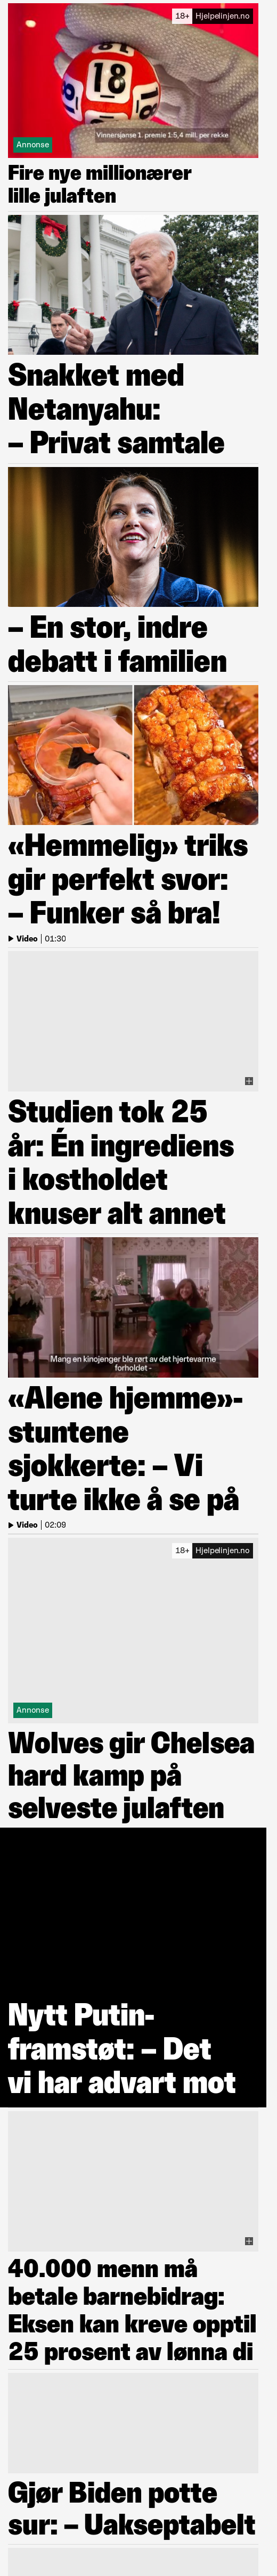 18+ Hjelpelinjen.no
18
Vinnersjanse 1. premie 1:5,4 mill. per rekke
Annonse
Fire nye millionærer
lille julaften
Snakket med
Netanyahu:
– Privat samtale
– En stor, indre
debatt i familien
«Hemmelig» triks
gir perfekt svor:
– Funker så bra!
Video | 01:30
Studien tok 25
år: Én ingrediens
i kostholdet
knuser alt annet
Mang en kinojenger ble rørt av det hjertevarme
forholdet -
«Alene hjemme»-
stuntene
sjokkerte: – Vi
turte ikke å se på
Video | 02:09
18+ Hjelpelinjen.no
Annonse
Wolves gir Chelsea
hard kamp på
selveste julaften
Nytt Putin-
framstøt: – Det
vi har advart mot
40.000 menn må
betale barnebidrag:
Eksen kan kreve opptil
25 prosent av lønna di
Gjør Biden potte
sur: – Uakseptabelt